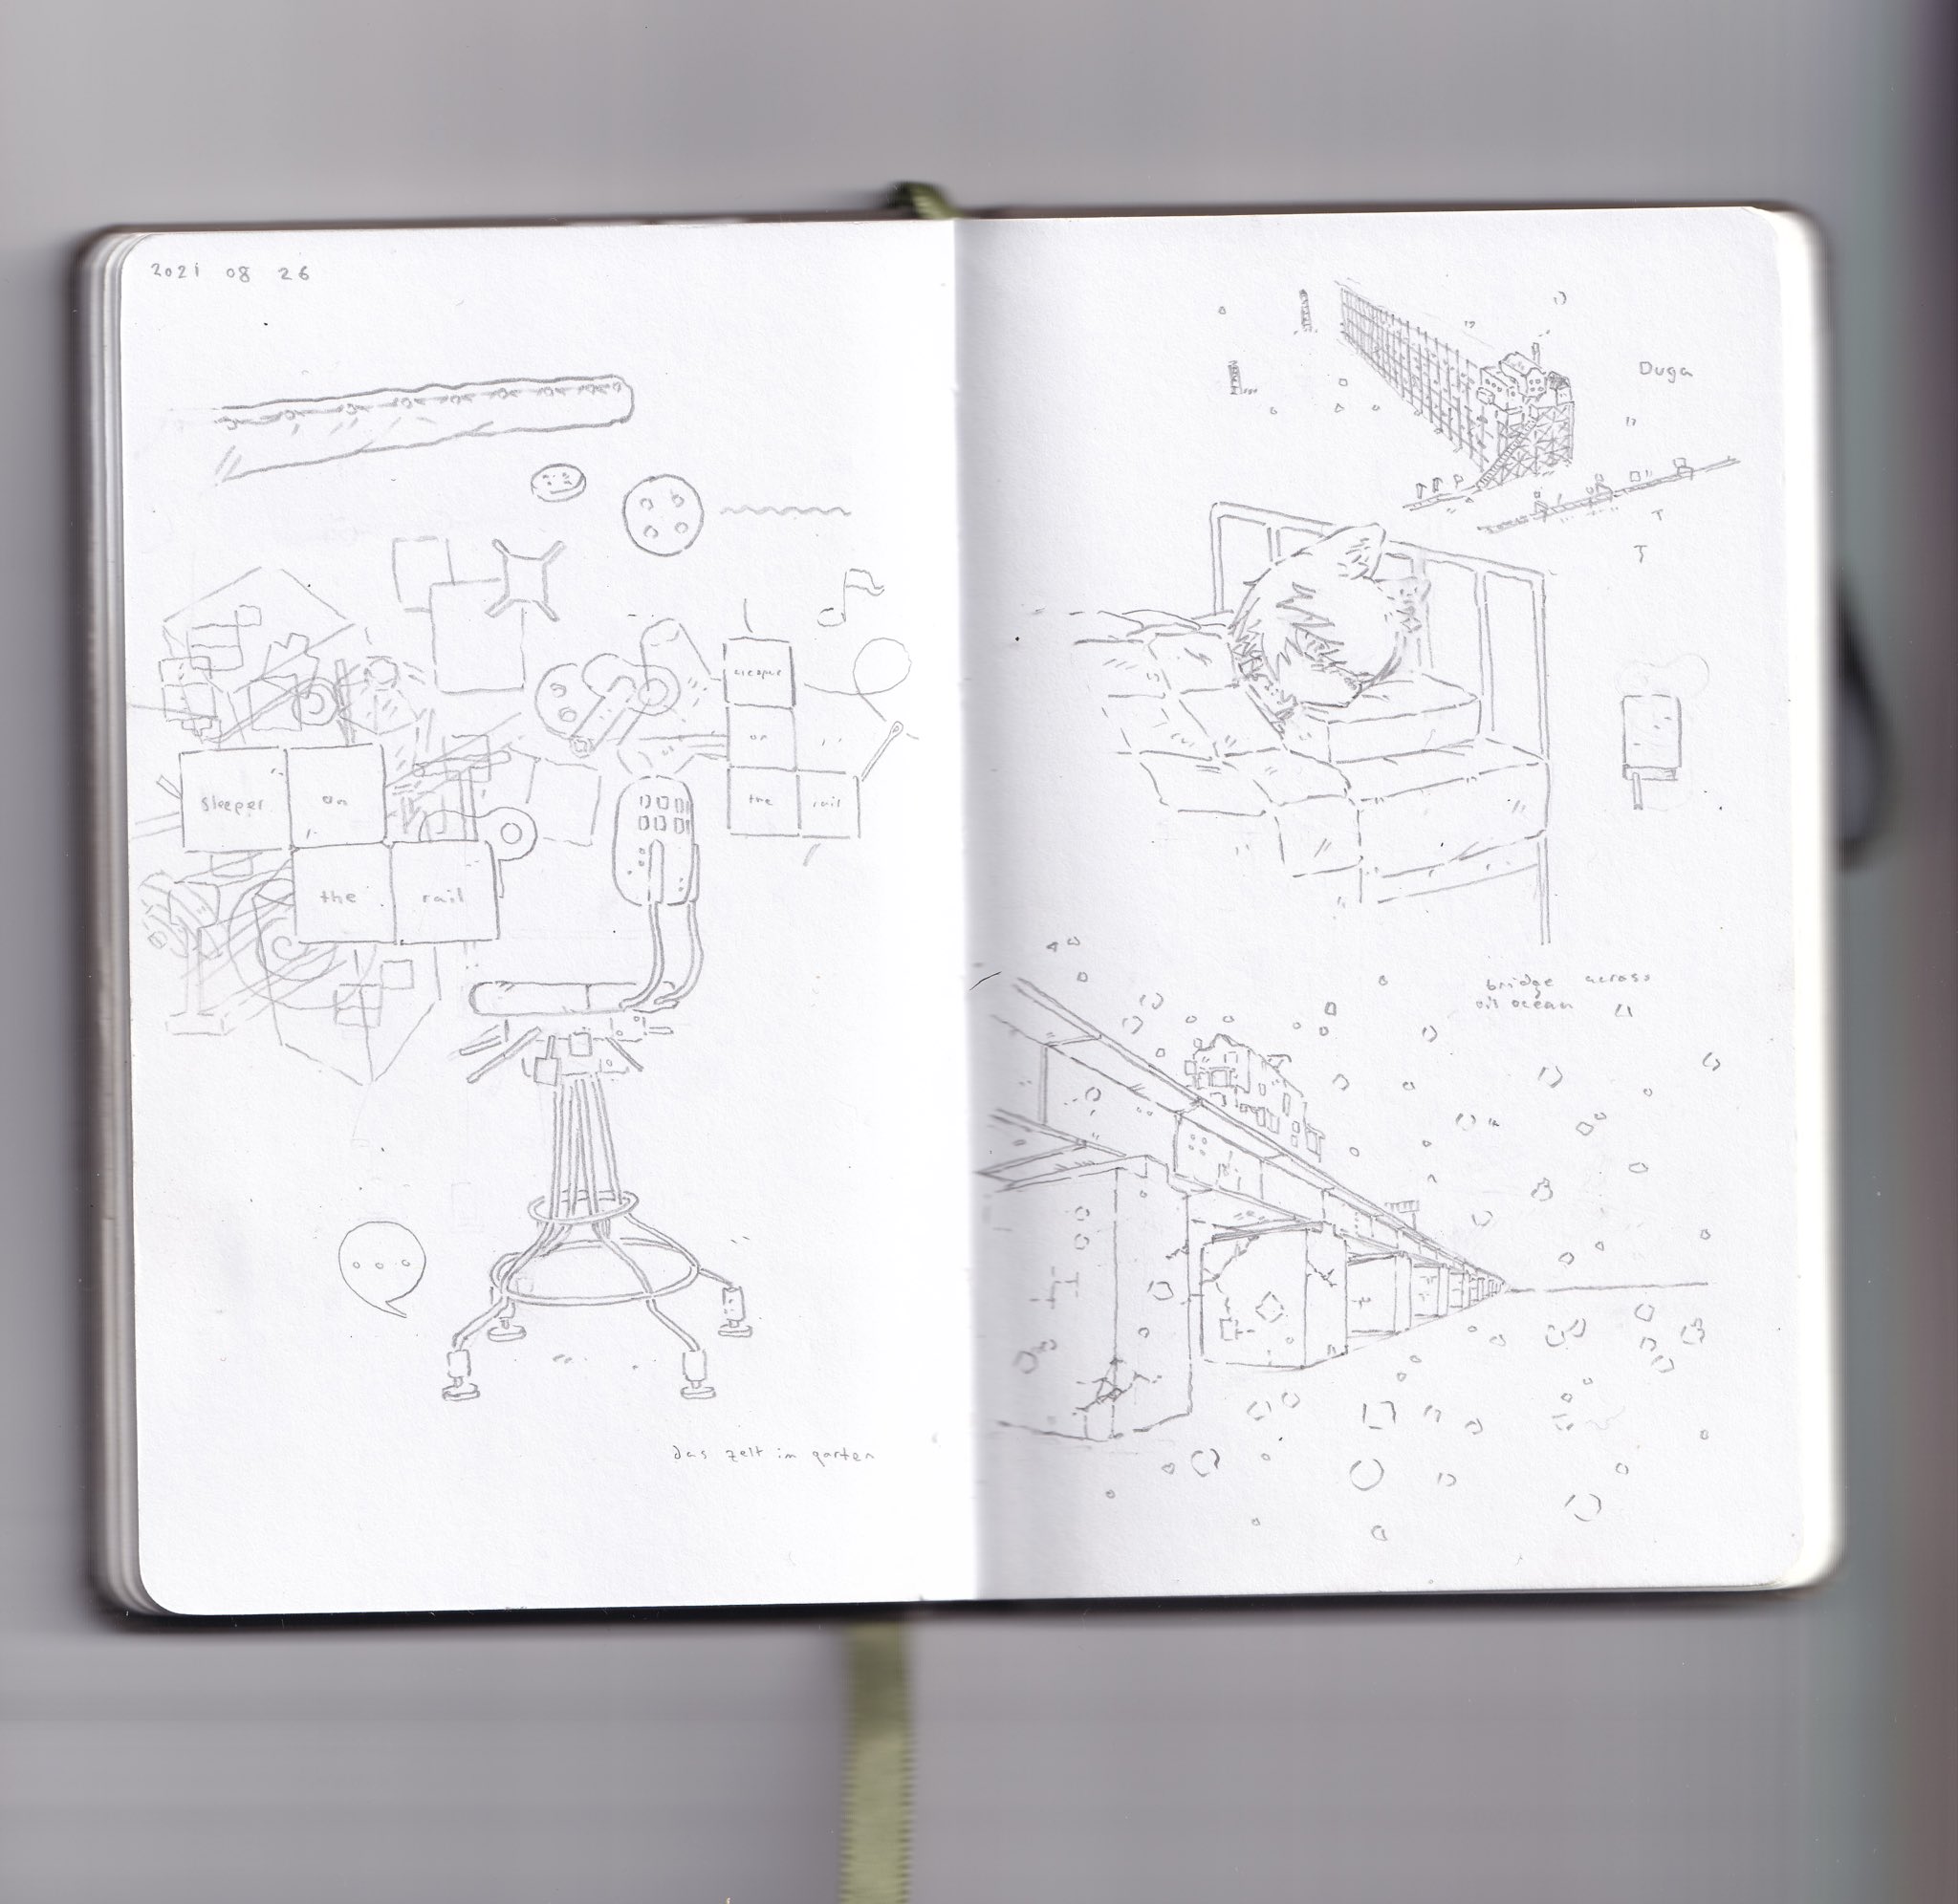 2021 08 26
sleeper on
the rail
sleeper
on
the rail
das zelt im garten
Duga
bridge across
oil ocean